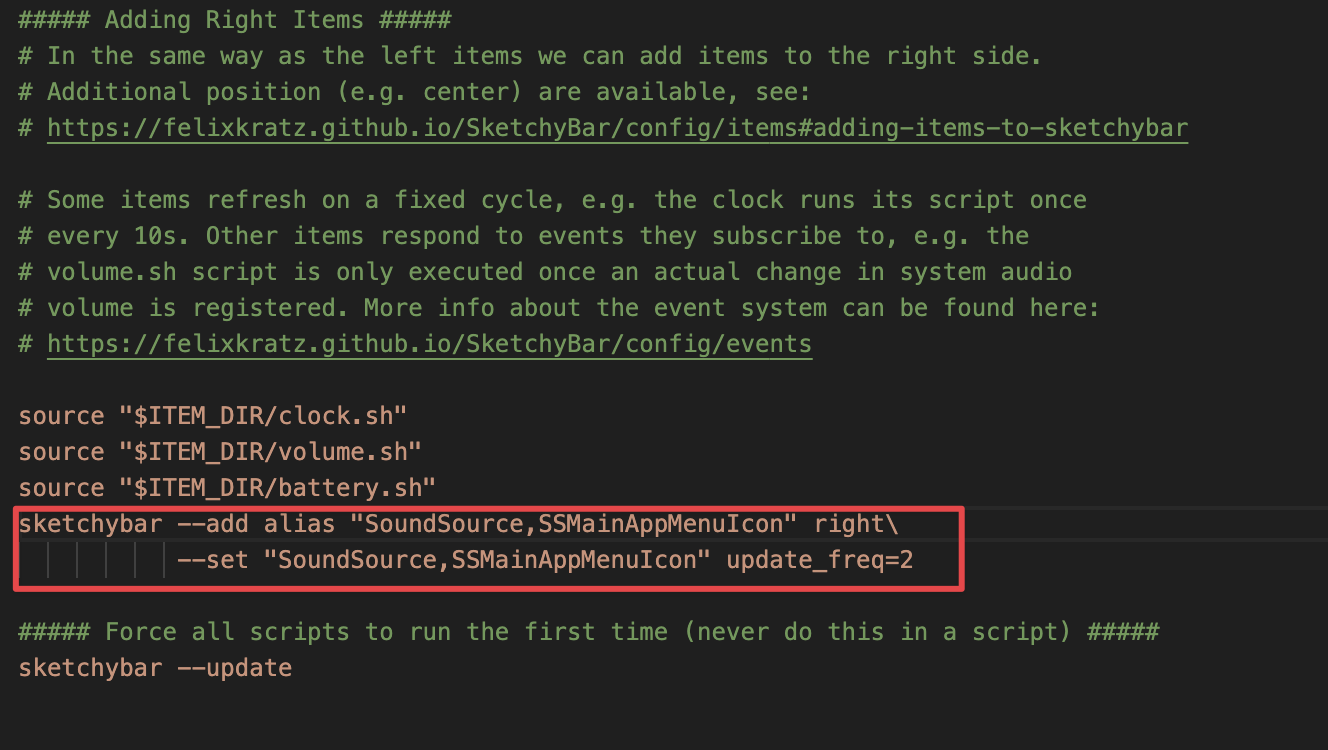 ##### Adding Right Items #####
# In the same way as the left items we can add items to the right side.
# Additional position (e.g. center) are available, see:
# https://felixkratz.github.io/SketchyBar/config/items#adding-items-to-sketchybar
# Some items refresh on a fixed cycle, e.g. the clock runs its script once
# every 10s. Other items respond to events they subscribe to, e.g. the
# volume.sh script is only executed once an actual change in system audio
# volume is registered. More info about the event system can be found here:
# https://felixkratz.github.io/SketchyBar/config/events
source "$ITEM_DIR/clock.sh"
source "$ITEM_DIR/volume.sh"
source "$ITEM_DIR/battery.sh"
sketchybar --add alias "SoundSource,SSMainAppMenuIcon" right\
--set "SoundSource,SSMainAppMenuIcon" update_freq=2
##### Force all scripts to run the first time (never do this in a script) #####
sketchybar --update